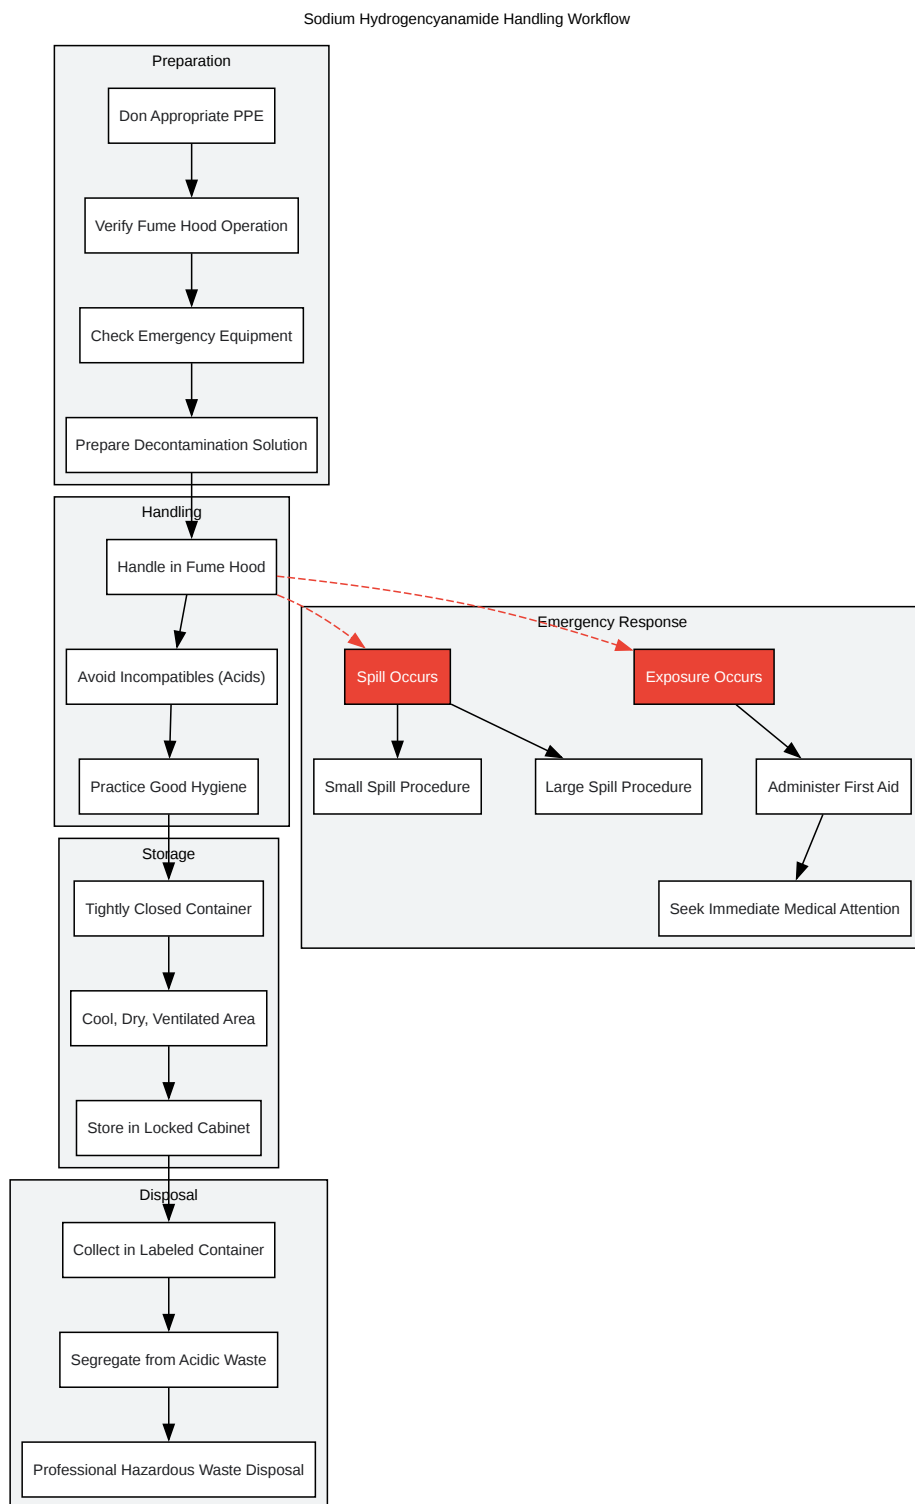 Sodium Hydrogencyanamide Handling Workflow
Preparation
Don Appropriate PPE
Verify Fume Hood Operation
Check Emergency Equipment
Prepare Decontamination Solution
Handling
Handle in Fume Hood
Avoid Incompatibles (Acids)
Practice Good Hygiene
Emergency Response
Spill Occurs
Exposure Occurs
Small Spill Procedure
Large Spill Procedure
Administer First Aid
Seek Immediate Medical Attention
Storage
Tightly Closed Container
Cool, Dry, Ventilated Area
Store in Locked Cabinet
Disposal
Collect in Labeled Container
Segregate from Acidic Waste
Professional Hazardous Waste Disposal